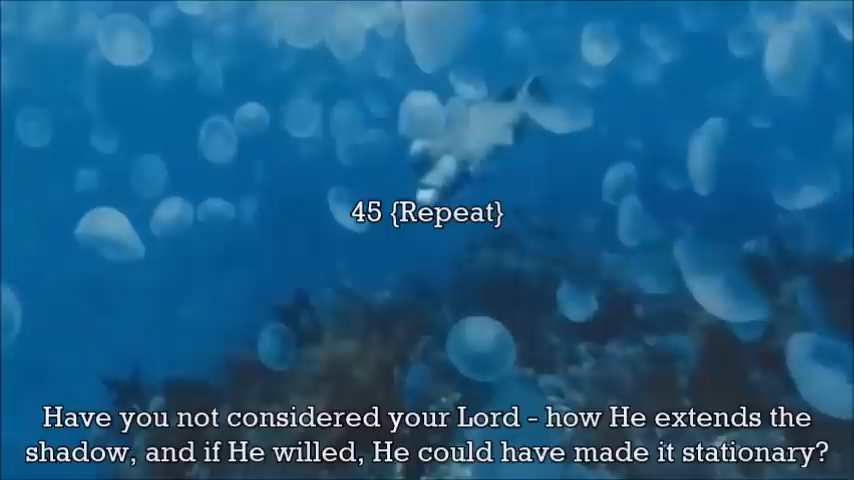 45 {Repeat}
Have you not considered your Lord - how He extends the
shadow, and if He willed, He could have made it stationary?